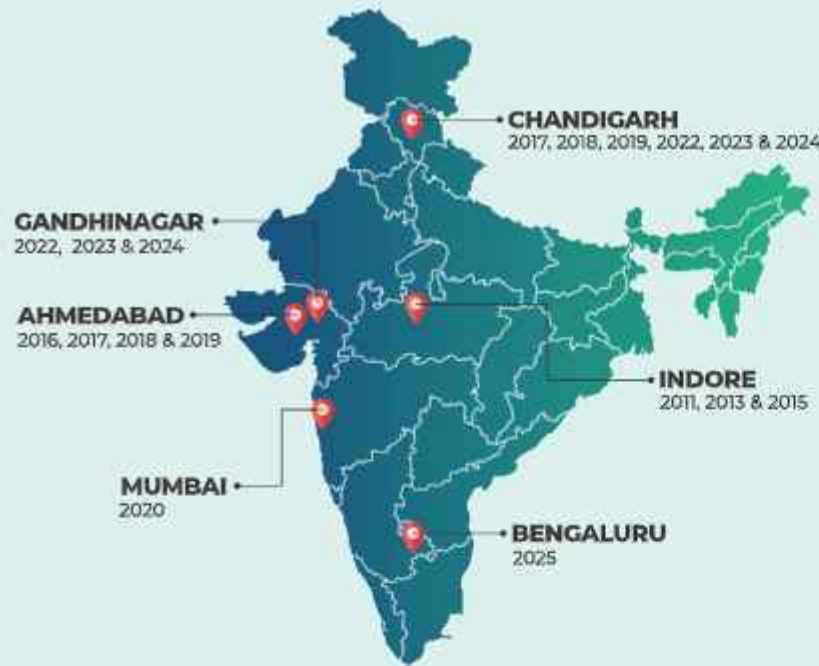 CHANDIGARH
2017, 2018, 2019, 2022, 2023 & 2024
GANDHINAGAR
2022, 2023 & 2024
AHMEDABAD
2016, 2017, 2018 & 2019
INDORE
2011, 2013 & 2015
MUMBAI
2020
BENGALURU
2025